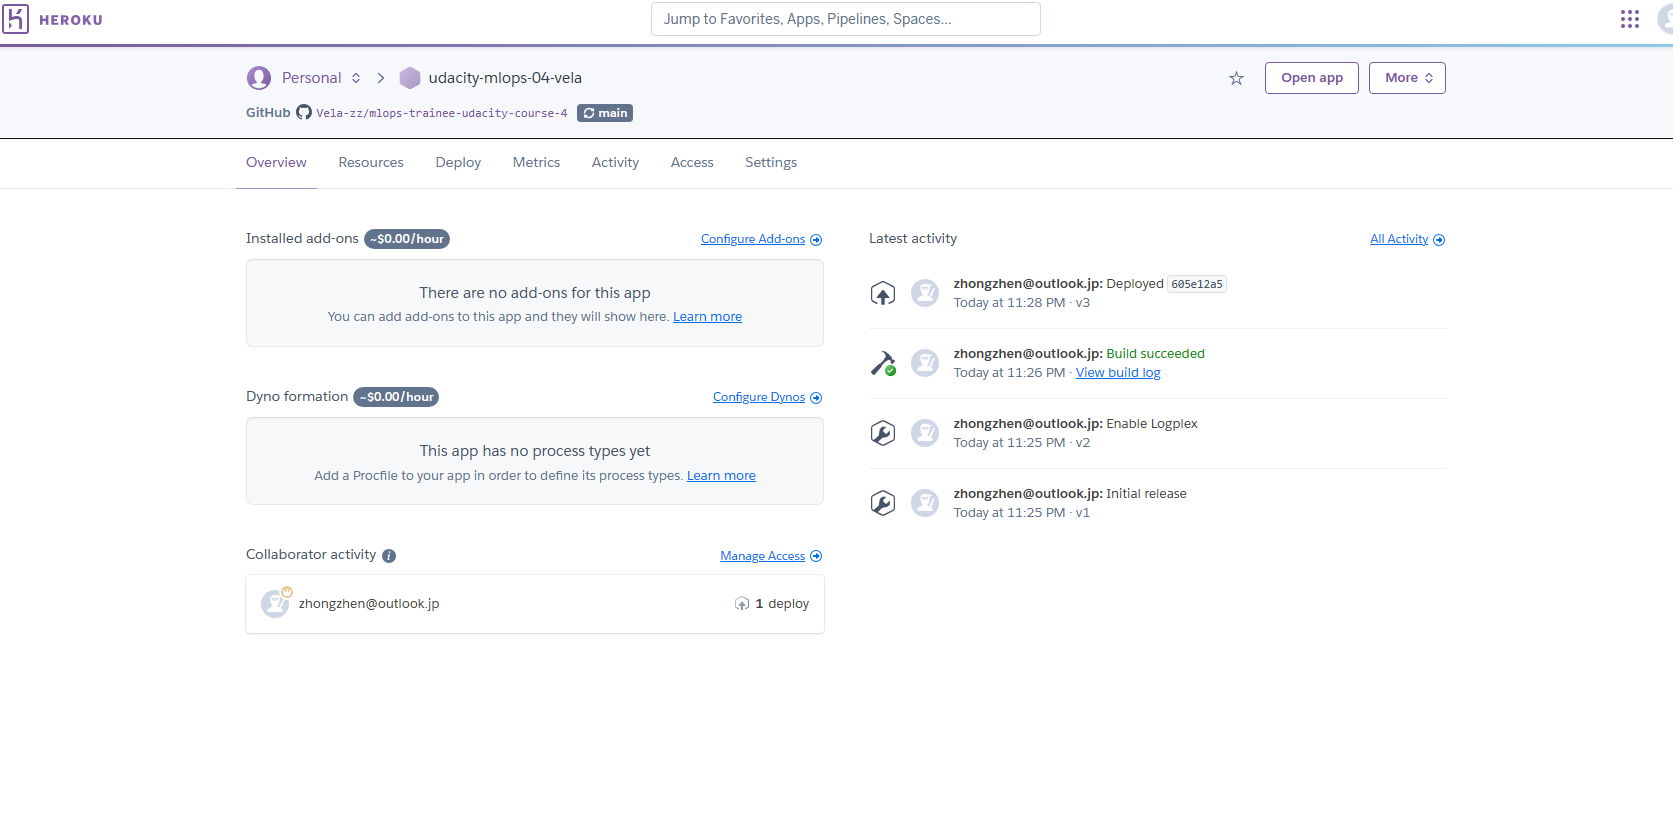 HEROKU
Jump to Favorites, Apps, Pipelines, Spaces...
Personal > udacity-mlops-04-vela
Open app
More
GitHub Vela-zz/mlops-trainee-udacity-course-4 main
Overview Resources Deploy Metrics Activity Access Settings
Installed add-ons ~$0.00/hour
Configure Add-ons
There are no add-ons for this app
You can add add-ons to this app and they will show here. Learn more
Dyno formation ~$0.00/hour
Configure Dynos
This app has no process types yet
Add a Procfile to your app in order to define its process types. Learn more
Collaborator activity i
Manage Access
zhongzhen@outlook.jp
1 deploy
Latest activity
All Activity
zhongzhen@outlook.jp: Deployed 605e12a5
Today at 11:28 PM · v3
zhongzhen@outlook.jp: Build succeeded
Today at 11:26 PM · View build log
zhongzhen@outlook.jp: Enable Logplex
Today at 11:25 PM · v2
zhongzhen@outlook.jp: Initial release
Today at 11:25 PM · v1